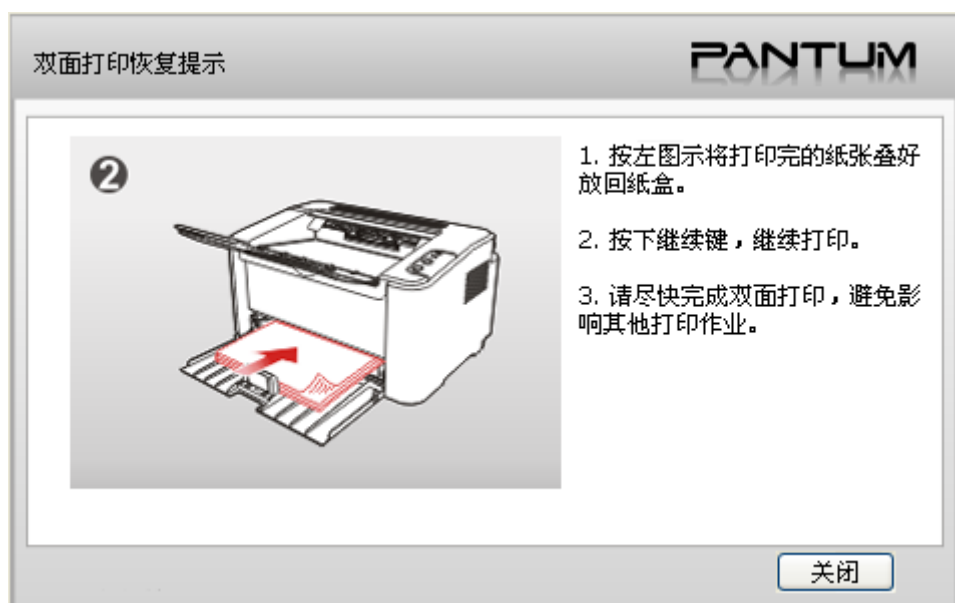 双面打印恢复提示
PANTUM
2
1. 按左图示将打印完的纸张叠好
放回纸盒。
2. 按下继续键，继续打印。
3. 请尽快完成双面打印，避免影
响其他打印作业。
关闭